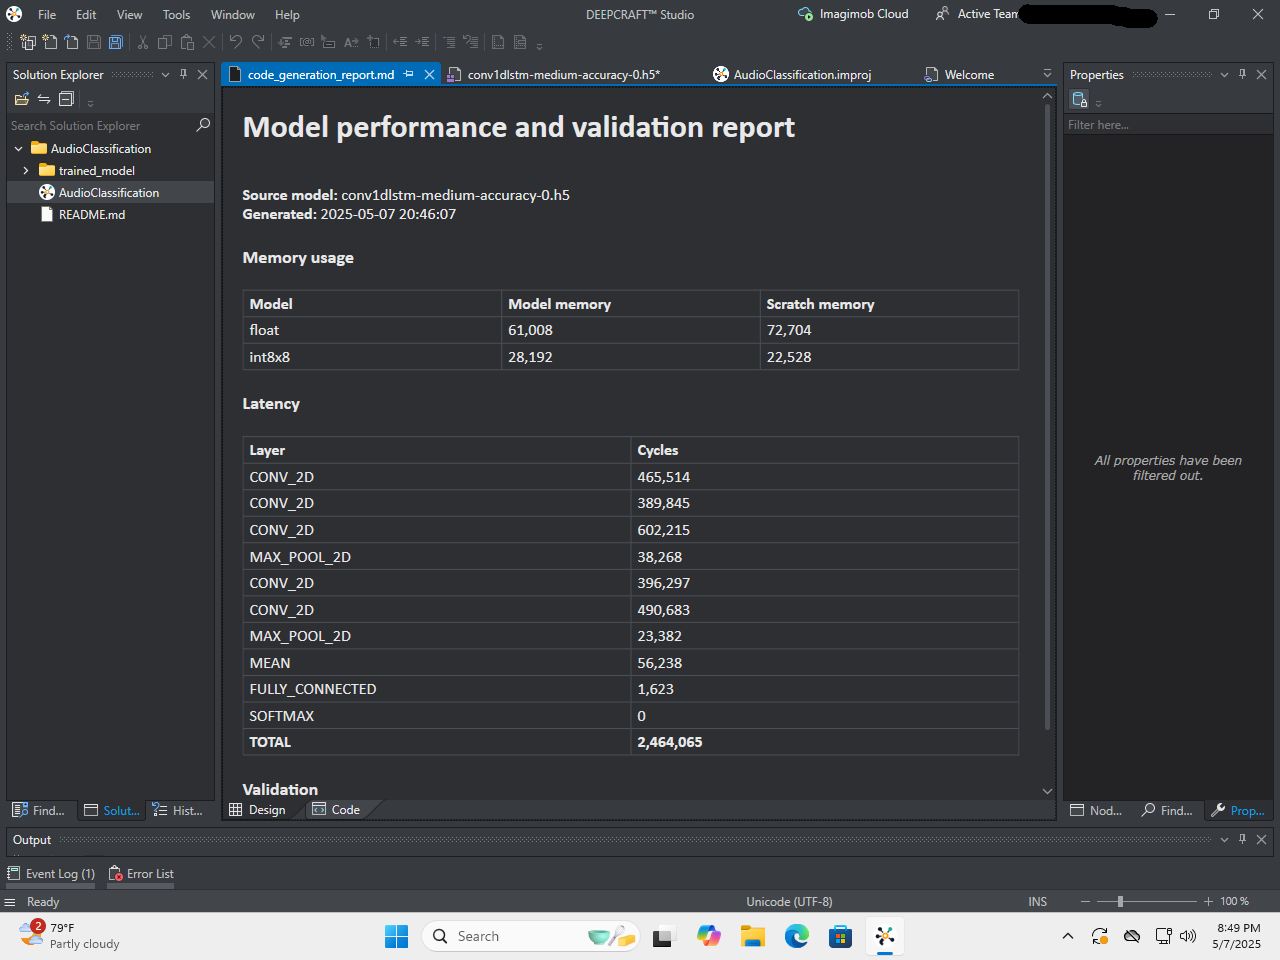 File Edit View Tools Window Help DEEPCRAFT™ Studio Imagimob Cloud Active Team
Solution Explorer code_generation_report.md conv1dlstm-medium-accuracy-0.h5* AudioClassification.improj Welcome Properties
Search Solution Explorer
Filter here...
AudioClassification
trained_model
AudioClassification
README.md
Model performance and validation report
Source model: conv1dlstm-medium-accuracy-0.h5
Generated: 2025-05-07 20:46:07
Memory usage
Model Model memory Scratch memory
float 61,008 72,704
int8x8 28,192 22,528
Latency
Layer Cycles
CONV_2D 465,514
CONV_2D 389,845
CONV_2D 602,215
MAX_POOL_2D 38,268
CONV_2D 396,297
CONV_2D 490,683
MAX_POOL_2D 23,382
MEAN 56,238
FULLY_CONNECTED 1,623
SOFTMAX 0
TOTAL 2,464,065
Validation
All properties have been
filtered out.
Find... Solut... Hist... Design Code Nod... Find... Prop...
Output
Event Log (1) Error List
Ready Unicode (UTF-8) INS 100 %
2 79°F
Partly cloudy
Search
8:49 PM
5/7/2025